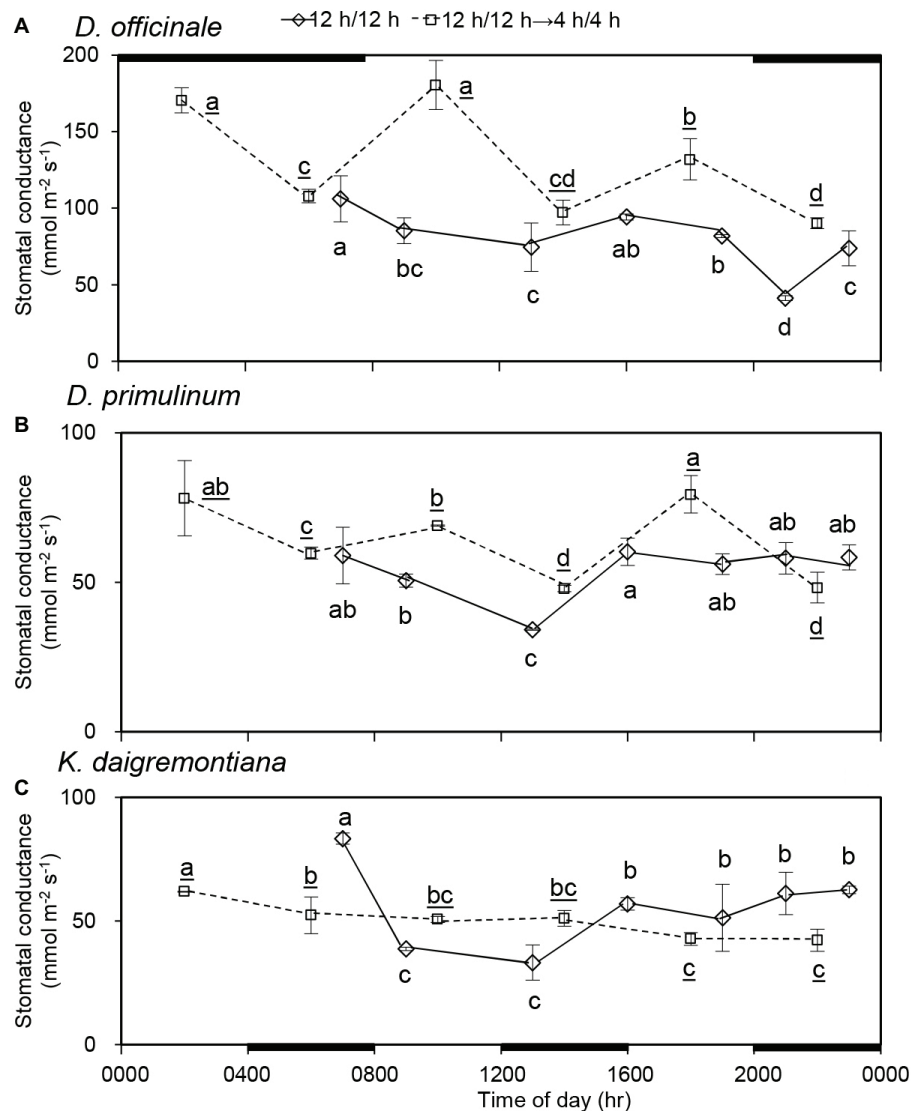 12 h/12 h 12 h/12 h→4 h/4 h
A D. officinale
200
150
100
50
0
Stomatal conductance
(mmol m⁻² s⁻¹)
a
c
a
cd
b
d
a
bc
c
ab
b
d
c
D. primulinum
B
100
50
0
Stomatal conductance
(mmol m⁻² s⁻¹)
ab
c
b
d
a
d
ab
b
c
a
ab
ab
ab
K. daigremontiana
C
100
50
0
Stomatal conductance
(mmol m⁻² s⁻¹)
a
b
bc
bc
c
c
a
c
c
b
b
b
b
0000 0400 0800 1200 1600 2000 0000
Time of day (hr)